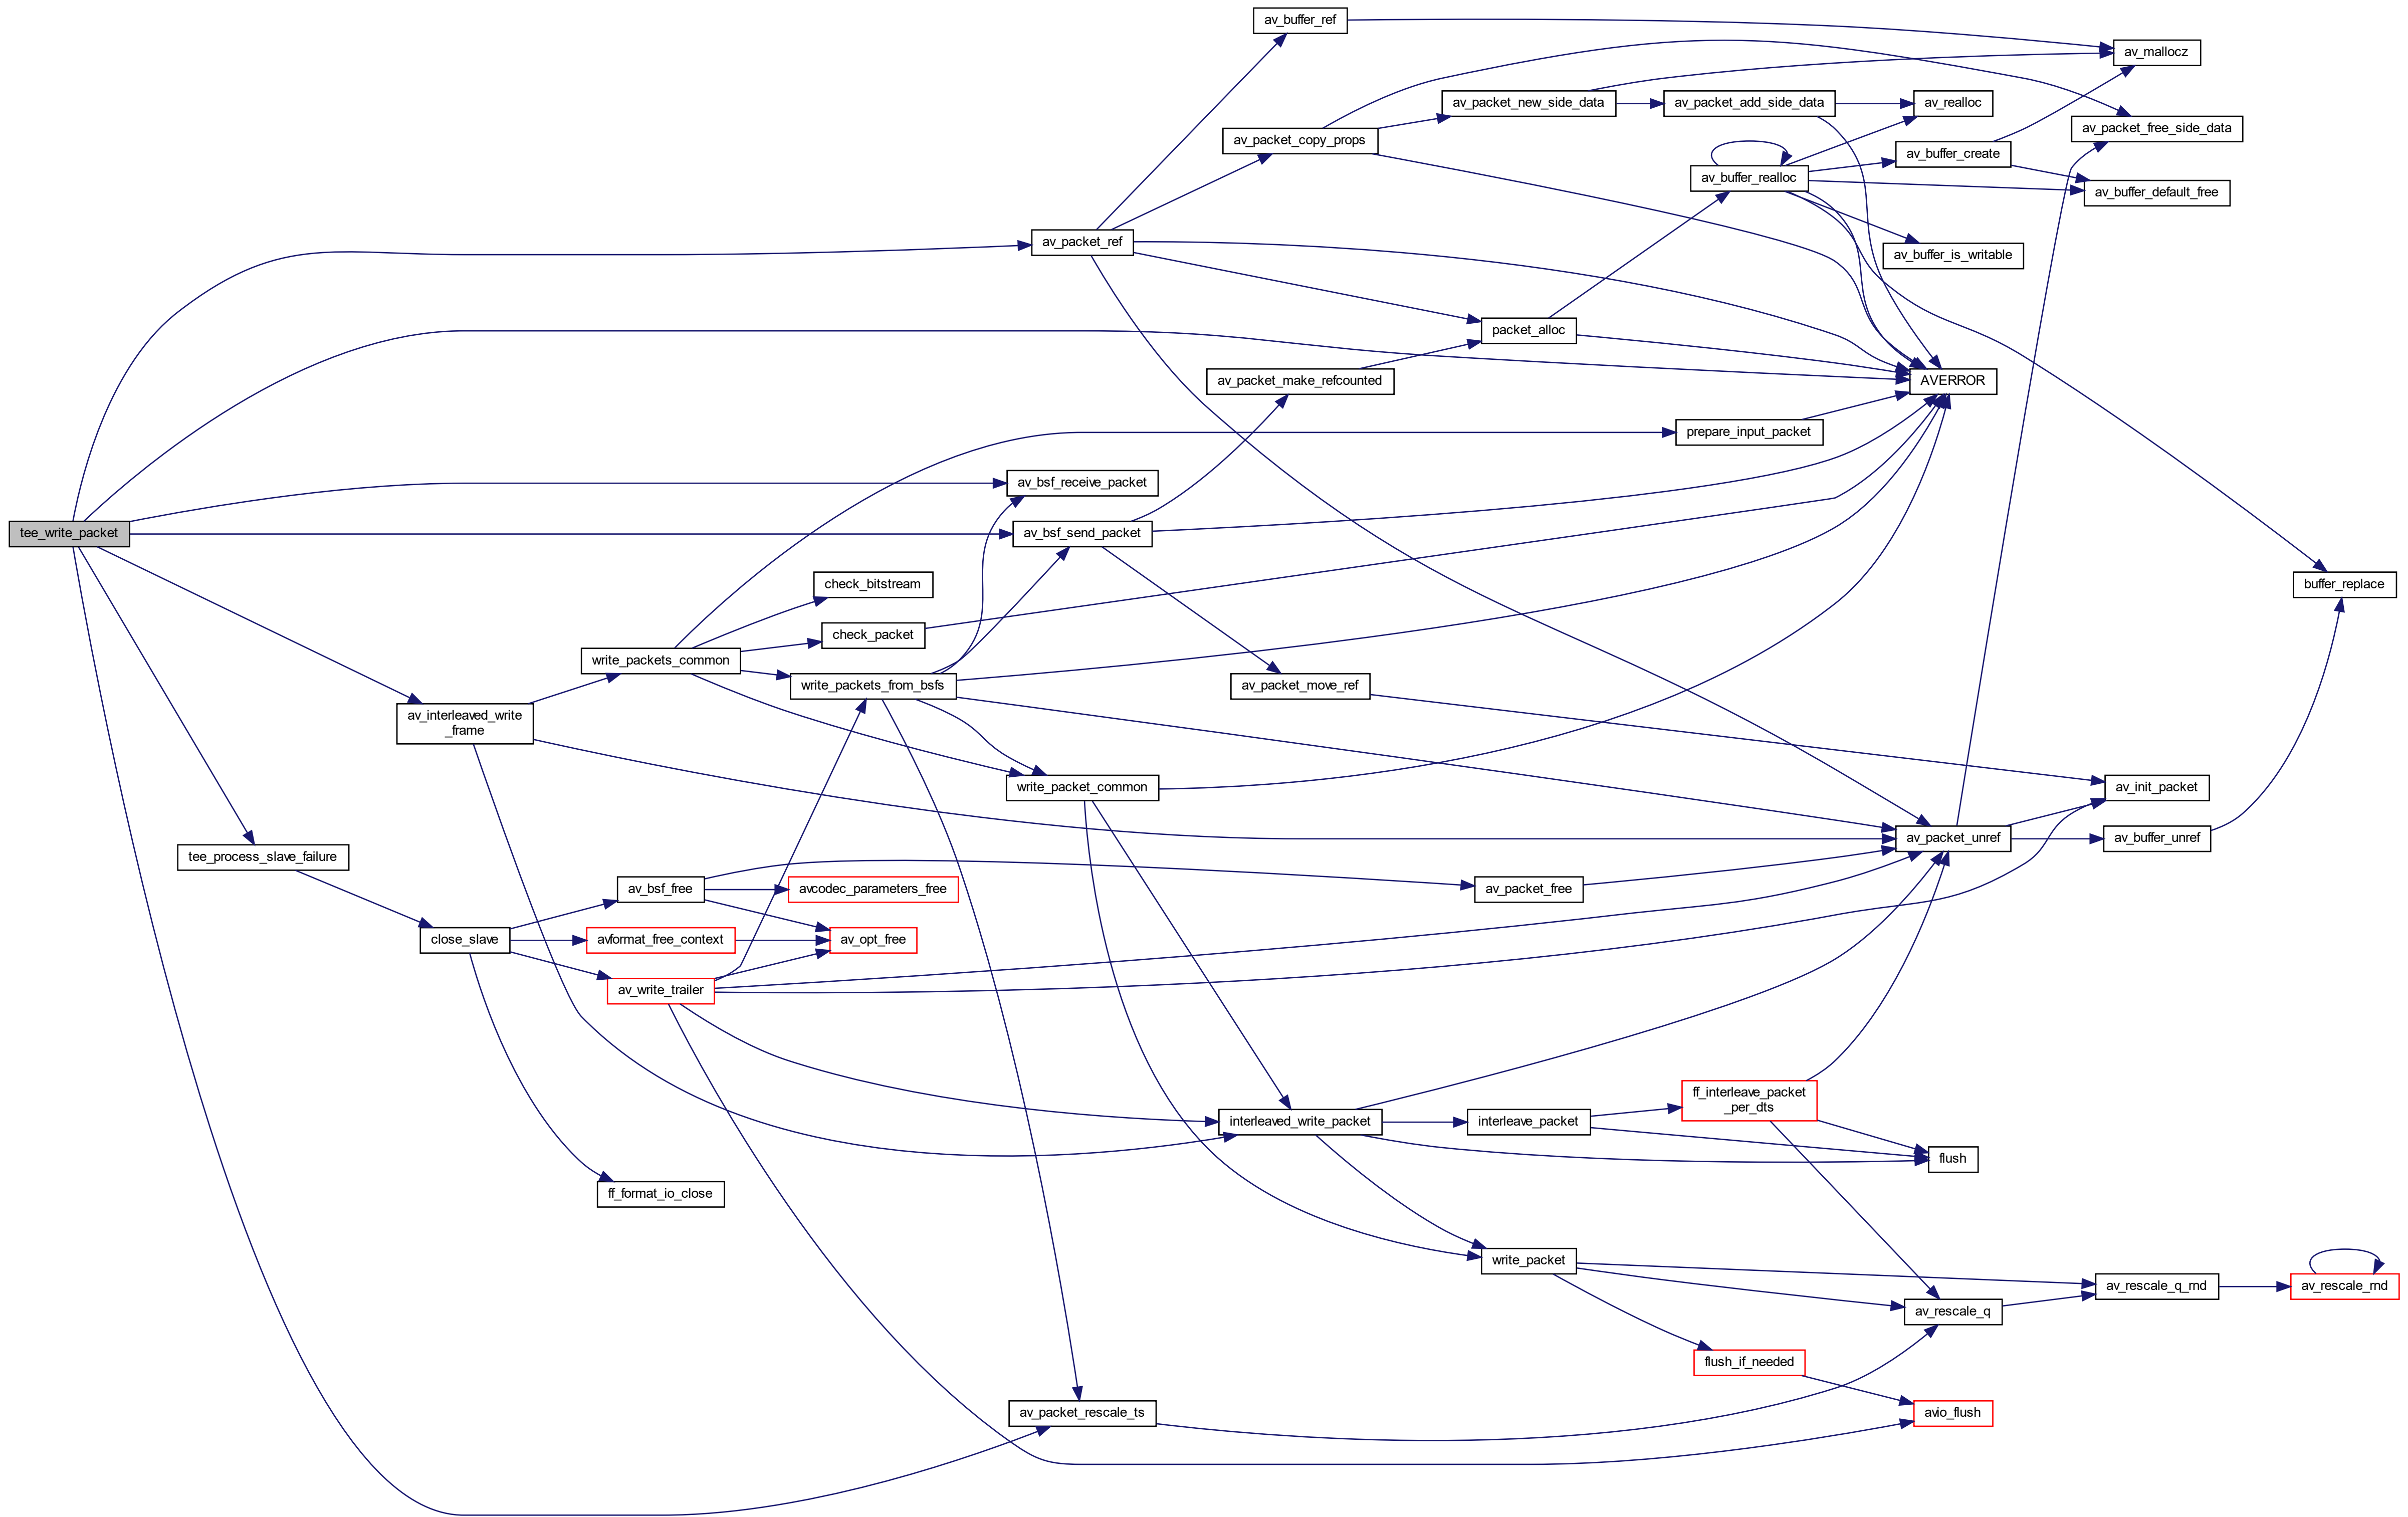 av_buffer_ref
av_mallocz
av_packet_new_side_data
av_packet_add_side_data
av_realloc
av_packet_free_side_data
av_packet_copy_props
av_buffer_create
av_buffer_realloc
av_buffer_default_free
av_packet_ref
av_buffer_is_writable
packet_alloc
av_packet_make_refcounted
AVERROR
prepare_input_packet
av_bsf_receive_packet
tee_write_packet
av_bsf_send_packet
check_bitstream
buffer_replace
check_packet
write_packets_common
write_packets_from_bsfs
av_packet_move_ref
av_interleaved_write
_frame
write_packet_common
av_init_packet
av_packet_unref
av_buffer_unref
tee_process_slave_failure
av_bsf_free
avcodec_parameters_free
av_packet_free
close_slave
avformat_free_context
av_opt_free
av_write_trailer
ff_interleave_packet
_per_dts
interleaved_write_packet
interleave_packet
flush
ff_format_io_close
write_packet
av_rescale_q_rnd
av_rescale_rnd
av_rescale_q
flush_if_needed
av_packet_rescale_ts
avio_flush